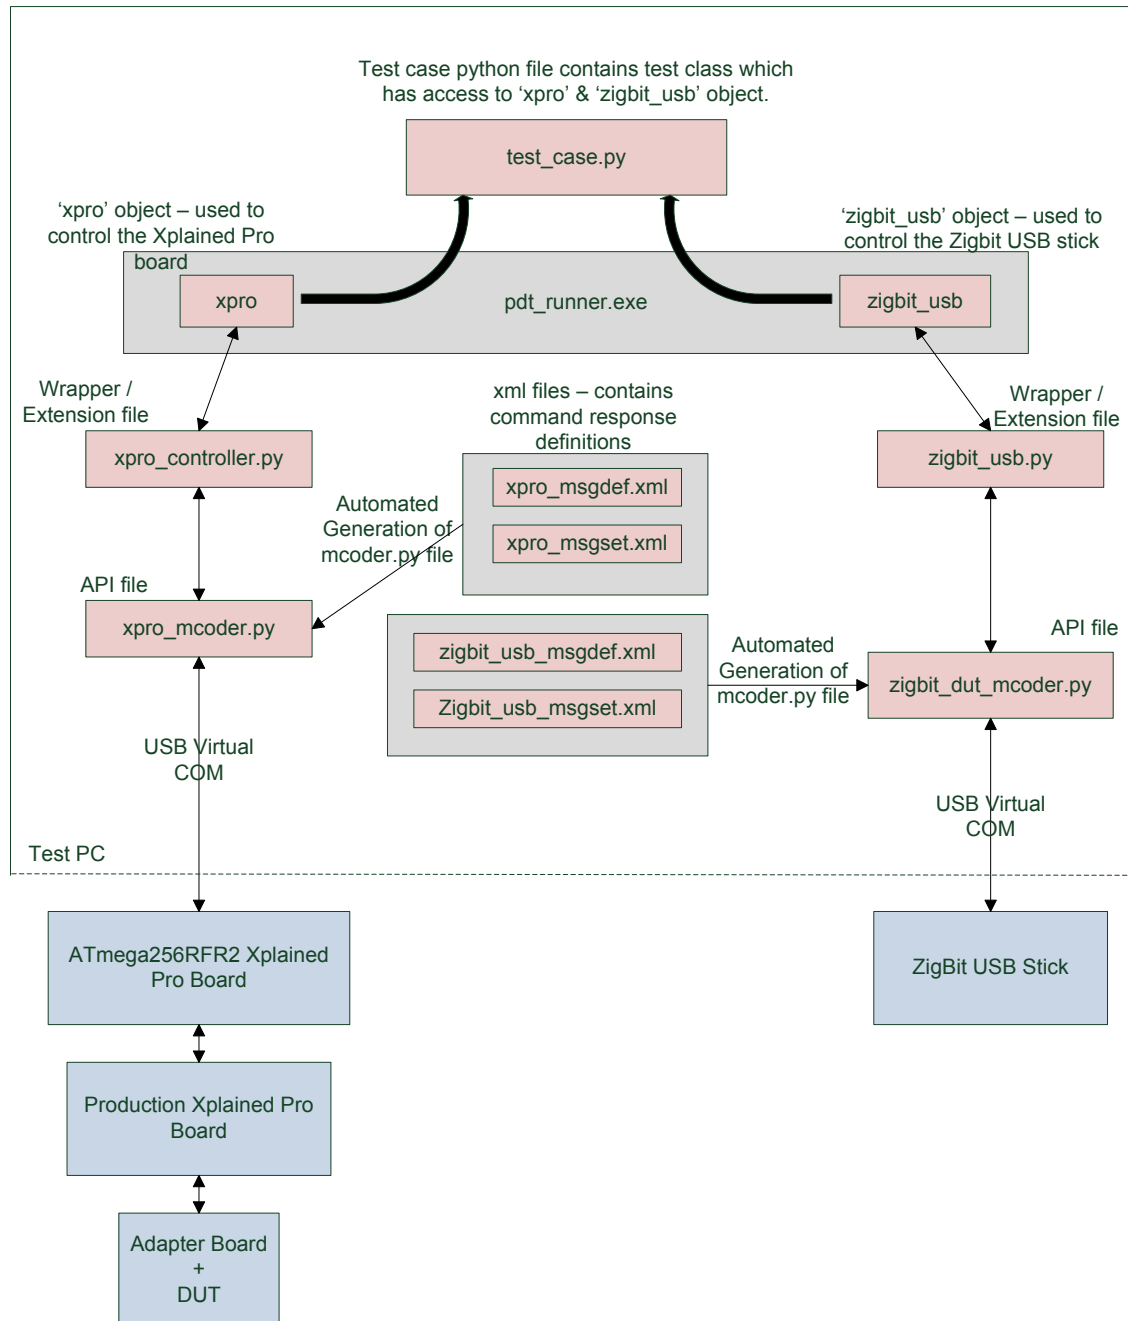 Test case python file contains test class which
has access to ‘xpro’ & ‘zigbit_usb’ object.
test_case.py
‘xpro’ object – used to
control the Xplained Pro
board
‘zigbit_usb’ object – used to
control the Zigbit USB stick
xpro
pdt_runner.exe
zigbit_usb
Wrapper /
Extension file
xml files – contains
command response
definitions
Wrapper /
Extension file
xpro_controller.py
zigbit_usb.py
xpro_msgdef.xml
xpro_msgset.xml
Automated
Generation of
mcoder.py file
API file
xpro_mcoder.py
zigbit_usb_msgdef.xml
Zigbit_usb_msgset.xml
Automated
Generation of
mcoder.py file
API file
zigbit_dut_mcoder.py
USB Virtual
COM
USB Virtual
COM
Test PC
ATmega256RFR2 Xplained
Pro Board
ZigBit USB Stick
Production Xplained Pro
Board
Adapter Board
+
DUT